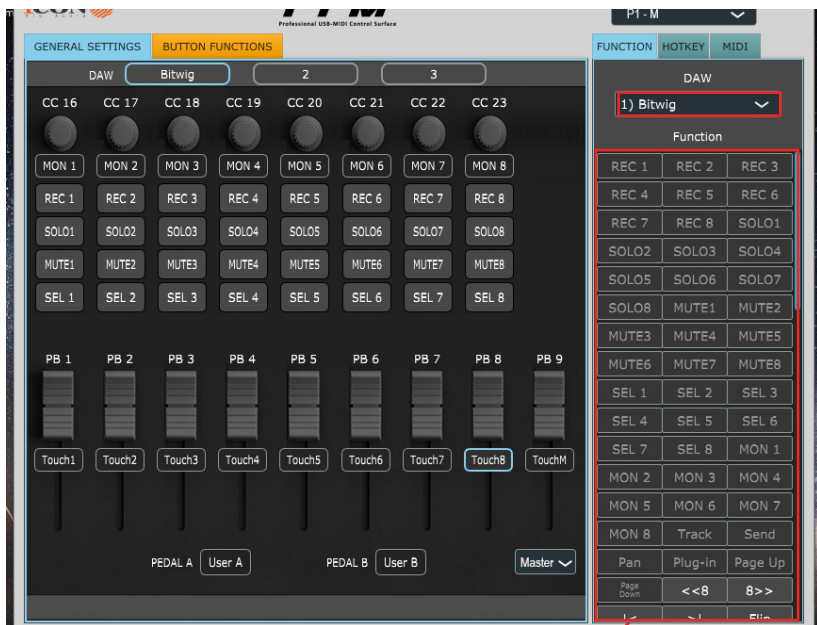 iCON
Pro Audio
Professional USB-MIDI Control Surface
P1-M
GENERAL SETTINGS
BUTTON FUNCTIONS
DAW Bitwig 2 3
CC 16 CC 17 CC 18 CC 19 CC 20 CC 21 CC 22 CC 23
MON 1 MON 2 MON 3 MON 4 MON 5 MON 6 MON 7 MON 8
REC 1 REC 2 REC 3 REC 4 REC 5 REC 6 REC 7 REC 8
SOLO1 SOLO2 SOLO3 SOLO4 SOLO5 SOLO6 SOLO7 SOLO8
MUTE1 MUTE2 MUTE3 MUTE4 MUTE5 MUTE6 MUTE7 MUTE8
SEL 1 SEL 2 SEL 3 SEL 4 SEL 5 SEL 6 SEL 7 SEL 8
PB 1 PB 2 PB 3 PB 4 PB 5 PB 6 PB 7 PB 8 PB 9
Touch1 Touch2 Touch3 Touch4 Touch5 Touch6 Touch7 Touch8 TouchM
PEDAL A User A PEDAL B User B Master
FUNCTION HOTKEY MIDI
DAW
1) Bitwig
Function
REC 1 REC 2 REC 3
REC 4 REC 5 REC 6
REC 7 REC 8 SOLO1
SOLO2 SOLO3 SOLO4
SOLO5 SOLO6 SOLO7
SOLO8 MUTE1 MUTE2
MUTE3 MUTE4 MUTE5
MUTE6 MUTE7 MUTE8
SEL 1 SEL 2 SEL 3
SEL 4 SEL 5 SEL 6
SEL 7 SEL 8 MON 1
MON 2 MON 3 MON 4
MON 5 MON 6 MON 7
MON 8 Track Send
Pan Plug-in Page Up
Page Down <<8 8>>
|< >| Flip